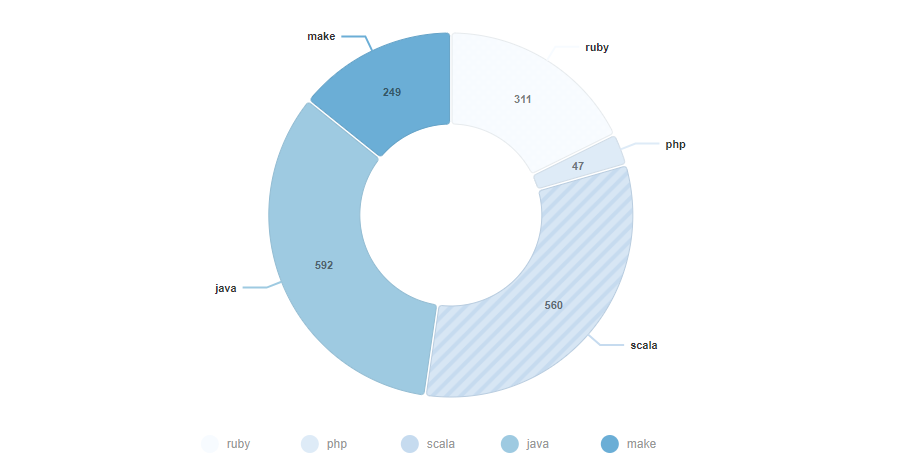 make
ruby
249
311
php
47
592
java
560
scala
ruby php scala java make